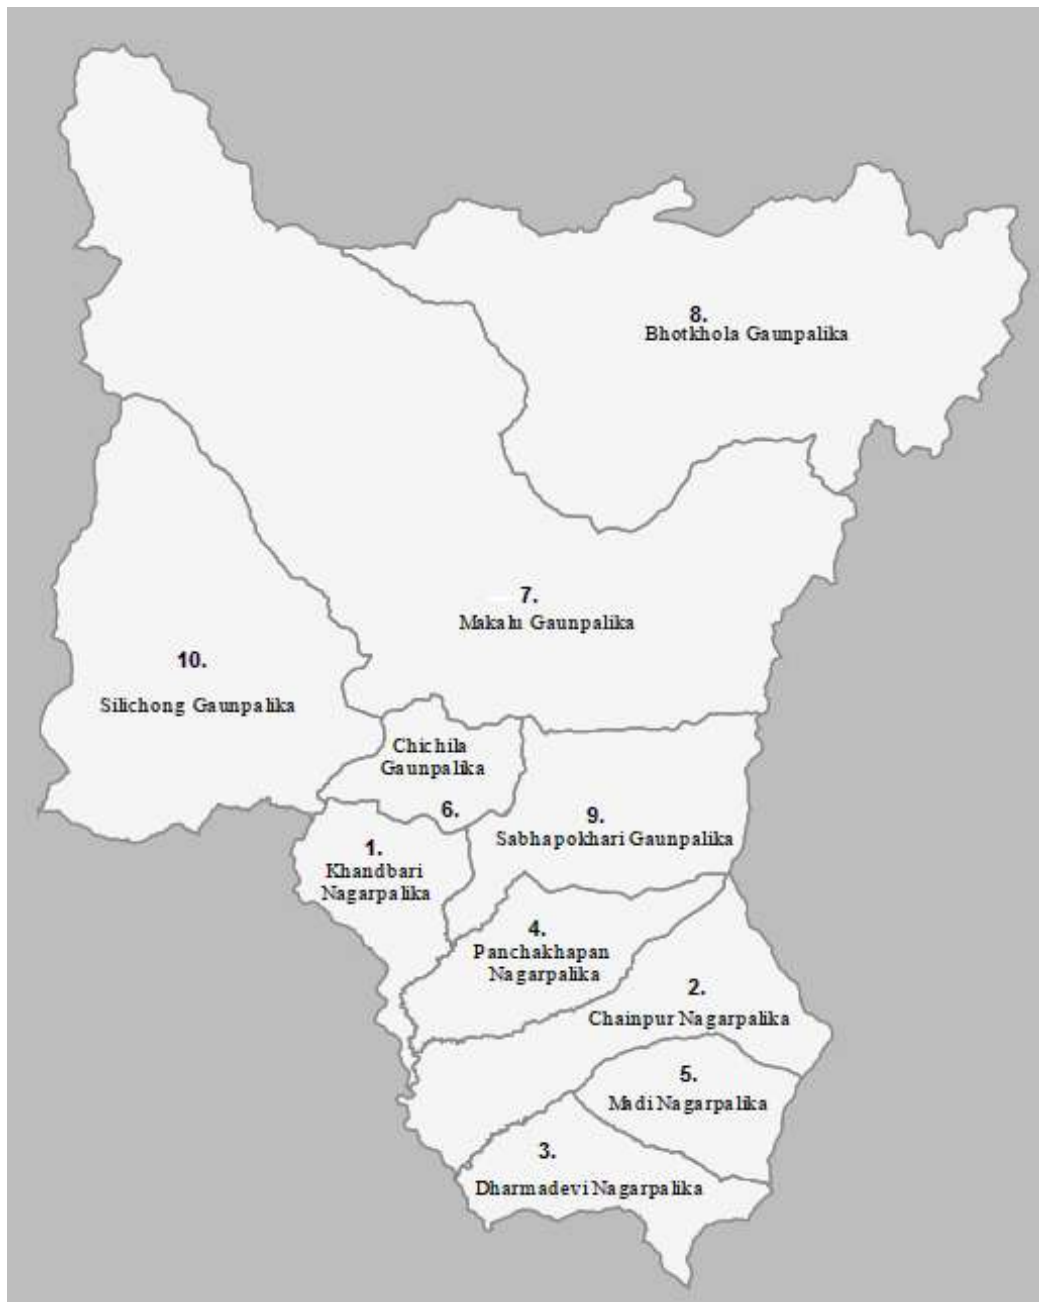 8.
Bhotkhola Gaunpalika
7.
Makalu Gaunpalika
10.
Silichong Gaunpalika
Chichila
Gaunpalika
6.
9.
Sabhapokhari Gaunpalika
1.
Khandbari
Nagarpalika
4.
Panchakhapan
Nagarpalika
2.
Chainpur Nagarpalika
5.
Madi Nagarpalika
3.
Dharmadevi Nagarpalika